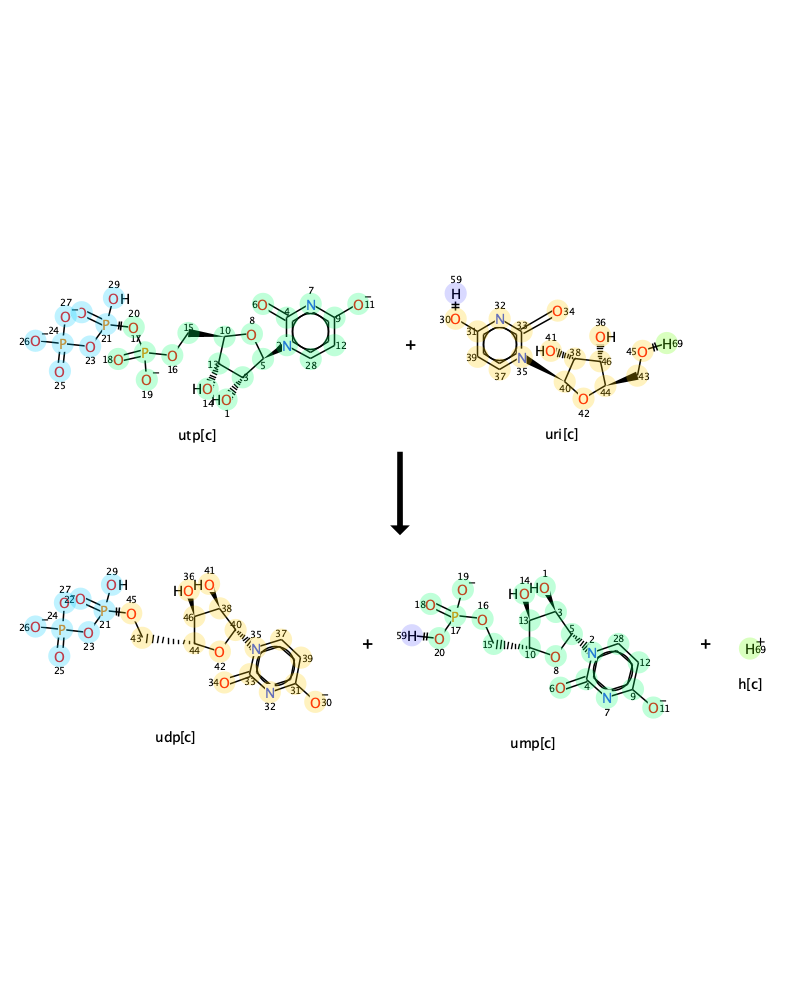 29
27 O OH
O 20
24 P 17 O
26 O P 21 15
O 23 O P O 16
25 18 O 19
6 O 7 N O 11
4 9
10 8 O 2 N 12
13 5 28
HO 3
14 HO
1
utp[c]
+
59
H
30 O 32 N O 34
31 33 36
39 N 41 OH
37 35 HO 38 46 45 O H 69
40 44 43
O
42
uri[c]
29
27 22 O OH
O P O 45
26 O 24 P O 21
O 23 43
25
36 41
HO HO
46 38
40 35 37
44 O N 39
42 33 31
34 O N O 30
32
udp[c]
+
19
O
18 O P 16 O
59 H O 17 15
20
14 1
HO HO
13 3
5 2 28
10 O N 12
8 4 9
6 O N O 11
7
ump[c]
+
H 69 +
h[c]